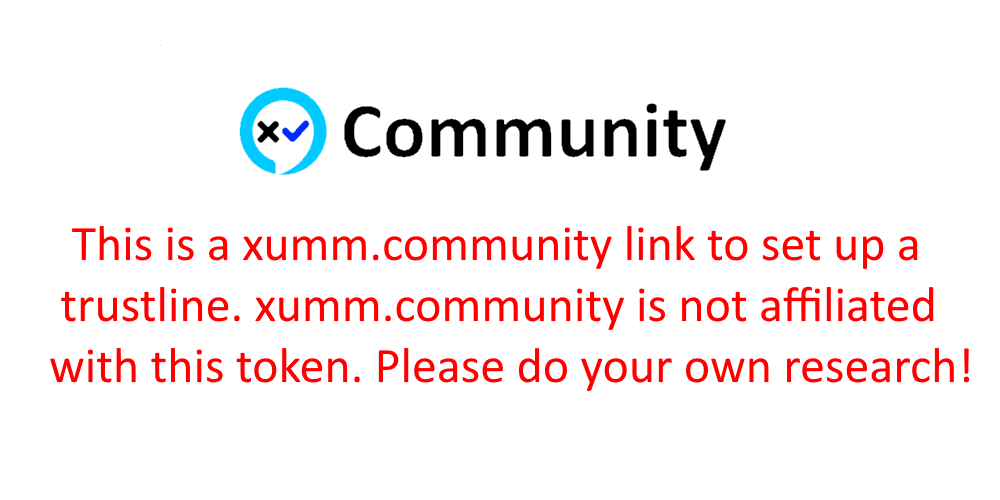 Community
This is a xumm.community link to set up a
trustline. xumm.community is not affiliated
with this token. Please do your own research!